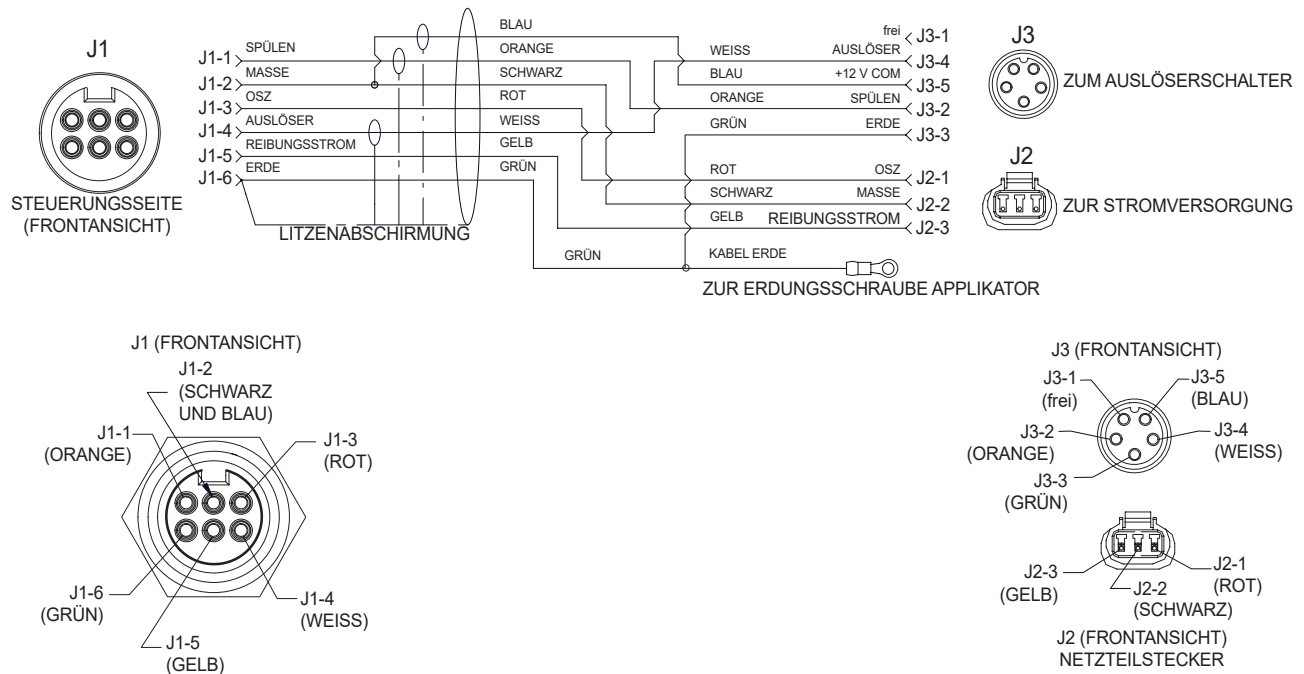 J1
STEUERUNGSSEITE
(FRONTANSICHT)
J1-1
SPÜLEN
J1-2
MASSE
J1-3
OSZ
J1-4
AUSLÖSER
J1-5
REIBUNGSSTROM
J1-6
ERDE
LITZENABSCHIRMUNG
BLAU
ORANGE
SCHWARZ
ROT
WEISS
GELB
GRÜN
GRÜN
frei J3-1
WEISS AUSLÖSER J3-4
BLAU +12 V COM J3-5
ORANGE SPÜLEN J3-2
GRÜN ERDE J3-3
ROT OSZ J2-1
SCHWARZ MASSE J2-2
GELB REIBUNGSSTROM J2-3
KABEL ERDE
ZUR ERDUNGSSCHRAUBE APPLIKATOR
J3
ZUM AUSLÖSERSCHALTER
J2
ZUR STROMVERSORGUNG
J1 (FRONTANSICHT)
J1-2
(SCHWARZ
UND BLAU)
J1-1
(ORANGE)
J1-3
(ROT)
J1-6
(GRÜN)
J1-4
(WEISS)
J1-5
(GELB)
J3 (FRONTANSICHT)
J3-1
(frei)
J3-5
(BLAU)
J3-2
(ORANGE)
J3-4
(WEISS)
J3-3
(GRÜN)
J2-3
(GELB)
J2-2
(SCHWARZ)
J2-1
(ROT)
J2 (FRONTANSICHT)
NETZTEILSTECKER